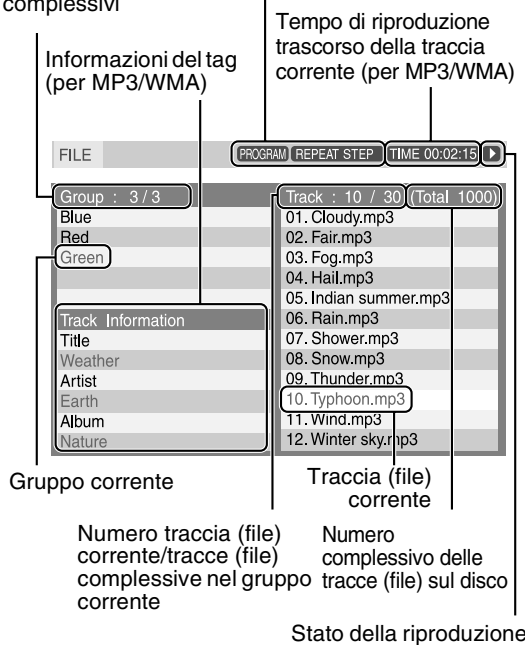 complessivi
Tempo di riproduzione
trascorso della traccia
corrente (per MP3/WMA)
Informazioni del tag
(per MP3/WMA)
FILE
PROGRAM REPEAT STEP TIME 00:02:15
Group : 3 / 3
Blue
Red
Green
Track Information
Title
Weather
Artist
Earth
Album
Nature
Track : 10 / 30 (Total 1000)
01. Cloudy.mp3
02. Fair.mp3
03. Fog.mp3
04. Hail.mp3
05. Indian summer.mp3
06. Rain.mp3
07. Shower.mp3
08. Snow.mp3
09. Thunder.mp3
10. Typhoon.mp3
11. Wind.mp3
12. Winter sky.mp3
Gruppo corrente
Traccia (file)
corrente
Numero traccia (file)
corrente/tracce (file)
complessive nel gruppo
corrente
Numero
complessivo delle
tracce (file) sul disco
Stato della riproduzione